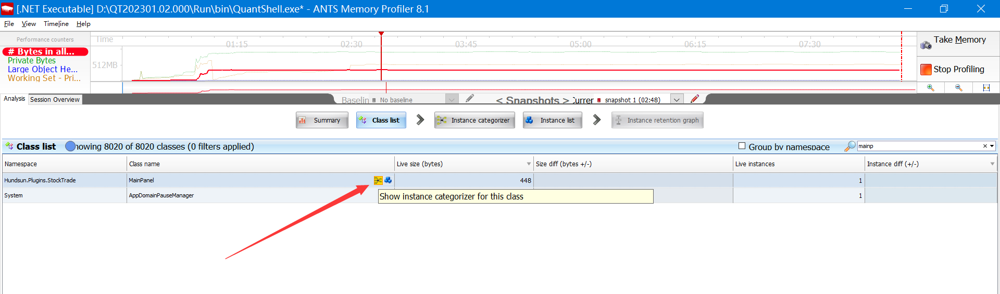 [.NET Executable] D:\QT202301.02.000\Run\bin\QuantShell.exe* - ANTS Memory Profiler 8.1
File View Timeline Help
Performance counters
# Bytes in all...
Private Bytes
Large Object He...
Working Set - Pri...
Time
01:15 02:30 03:45 05:00 06:15 07:30
512MB
Take Memory
Stop Profiling
Analysis Session Overview
Baselin No baseline < Snapshots > Curren snapshot 1 (02:48)
Summary Class list Instance categorizer Instance list Instance retention graph
Class list howing 8020 of 8020 classes (0 filters applied) Group by namespace mainp
Namespace Class name Live size (bytes) Size diff (bytes +/-) Live instances Instance diff (+/-)
Hundsun.Plugins.StockTrade MainPanel 448 1
System AppDomainPauseManager 1
Show instance categorizer for this class